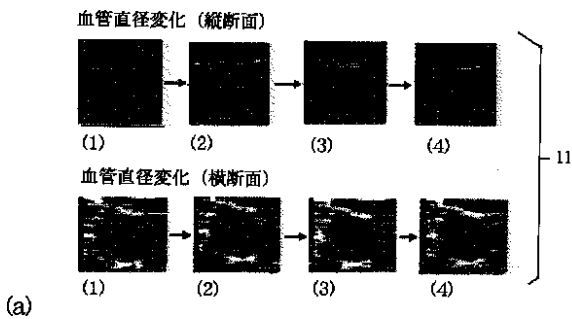 血管直径変化 (縦断面)
(1) (2) (3) (4)
11
血管直径変化 (横断面)
(1) (2) (3) (4)
(a)